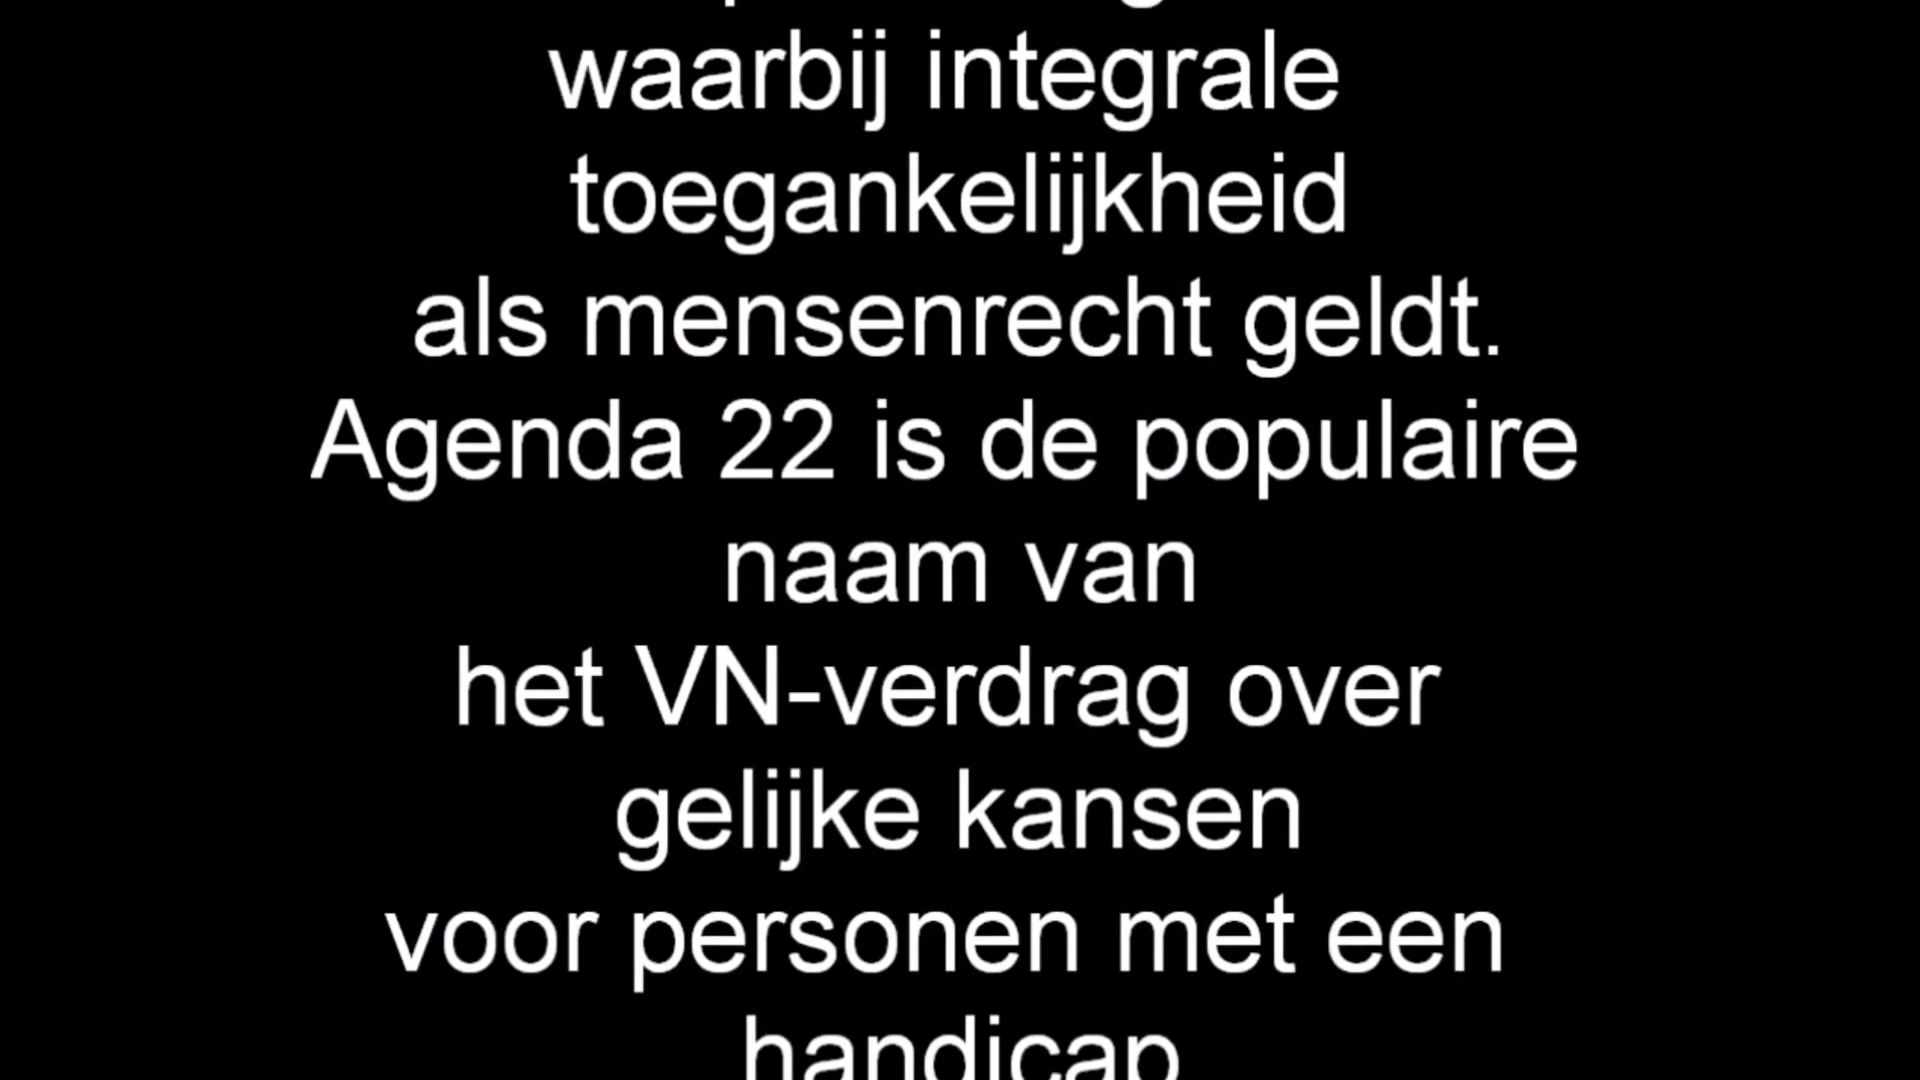 waarbij integrale
toegankelijkheid
als mensenrecht geldt.
Agenda 22 is de populaire
naam van
het VN-verdrag over
gelijke kansen
voor personen met een
handicap